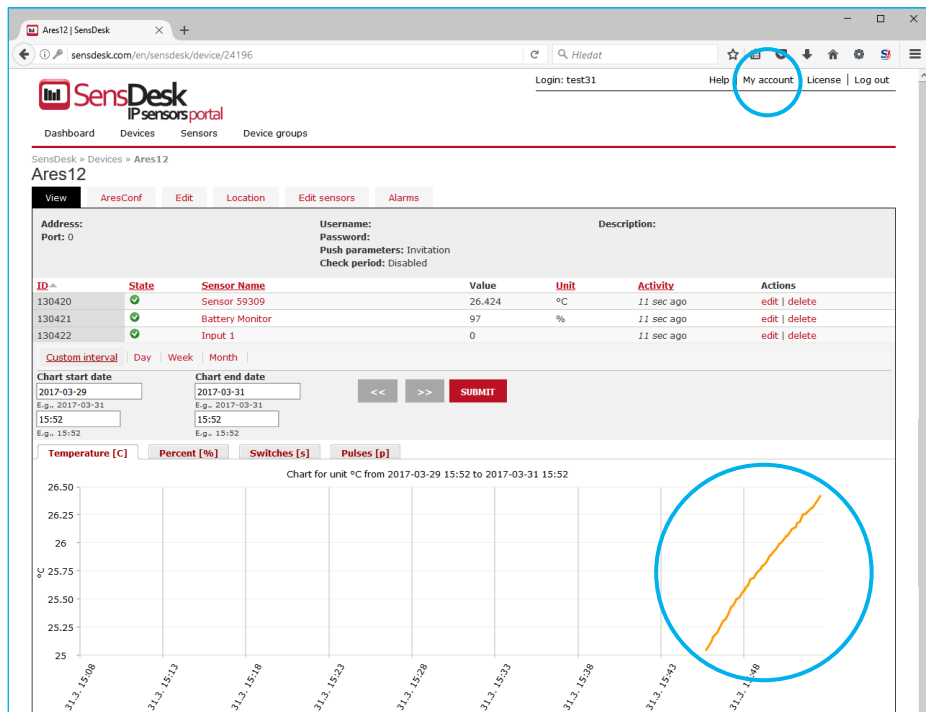 Ares12 | SensDesk
sensdesk.com/en/sensdesk/device/24196
Hledat
SensDesk
IP sensors portal
Login: test31
Help | My account | License | Log out
Dashboard Devices Sensors Device groups
SensDesk » Devices » Ares12
Ares12
View AresConf Edit Location Edit sensors Alarms
Address: Username: Description:
Port: 0 Password:
Push parameters: Invitation
Check period: Disabled
ID State Sensor Name Value Unit Activity Actions
130420 Sensor 59309 26.424 °C 11 sec ago edit | delete
130421 Battery Monitor 97 % 11 sec ago edit | delete
130422 Input 1 0 11 sec ago edit | delete
Custom interval | Day | Week | Month |
Chart start date Chart end date
2017-03-29 2017-03-31 << >> SUBMIT
E.g., 2017-03-31 E.g., 2017-03-31
15:52 15:52
E.g., 15:52 E.g., 15:52
Temperature [C] Percent [%] Switches [s] Pulses [p]
Chart for unit °C from 2017-03-29 15:52 to 2017-03-31 15:52
26.50
26.25
26
°C
25.75
25.50
25.25
25
31.3. 15:08 31.3. 15:13 31.3. 15:18 31.3. 15:23 31.3. 15:28 31.3. 15:33 31.3. 15:38 31.3. 15:43 31.3. 15:48